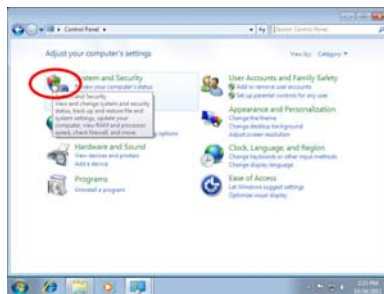 Control Panel
Search Control Panel
Adjust your computer's settings
View by: Category
System and Security
Review your computer's status
and Security
View and change system and security
status, back up and restore file and
system settings, update your
computer, view RAM and processor
speed, check firewall, and more.
options
Hardware and Sound
View devices and printers
Add a device
Programs
Uninstall a program
User Accounts and Family Safety
Add or remove user accounts
Set up parental controls for any user
Appearance and Personalization
Change the theme
Change desktop background
Adjust screen resolution
Clock, Language, and Region
Change keyboards or other input methods
Change display language
Ease of Access
Let Windows suggest settings
Optimize visual display